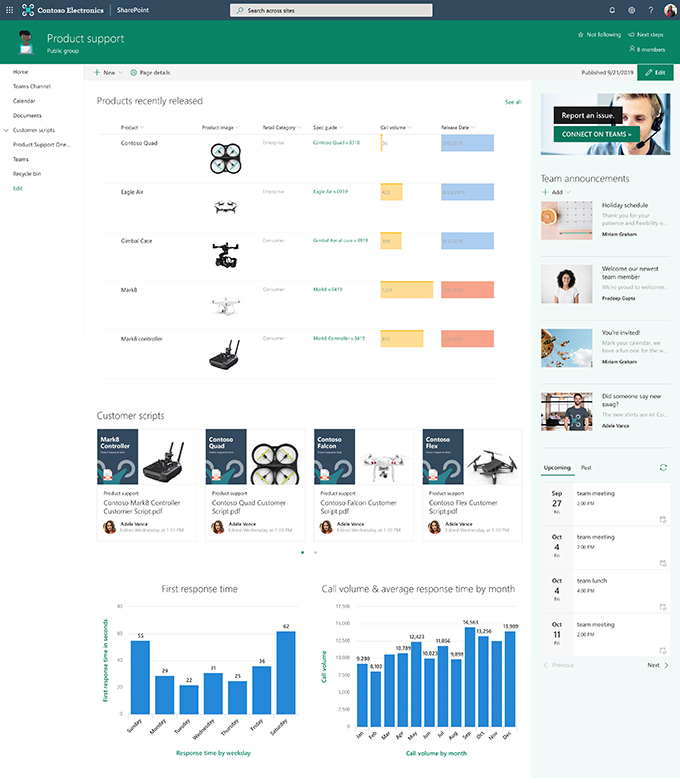 Contoso Electronics
SharePoint
Search across sites
Product support
Public group
Not following
Next steps
8 members
Home
Teams Channel
Calendar
Documents
Customer scripts
Product Support One...
Teams
Recycle bin
Edit
New
Page details
Published 9/21/2019
Edit
Products recently released
See all
Product
Product image
Retail Category
Spec guide
Call volume
Release Date
Contoso Quad
Enterprise
Contoso Quad v.0318
Eagle Air
Enterprise
Eagle Air v.0919
Gimbal Case
Consumer
Gimbal Aerial case v.0919
Mark8
Consumer
Mark8 v.0419
Mark8 controller
Consumer
Mark8 Controller v.0419
Customer scripts
Mark8
Controller
Product support
Contoso Mark8 Controller
Customer Script.pdf
Adele Vance
Edited Wednesday at 1:51 PM
Contoso
Quad
Product support
Contoso Quad Customer
Script.pdf
Adele Vance
Edited Wednesday at 1:50 PM
Contoso
Falcon
Product support
Contoso Falcon Customer
Script.pdf
Adele Vance
Edited Wednesday at 1:50 PM
Contoso
Flex
Product support
Contoso Flex Customer
Script.pdf
Adele Vance
Edited Wednesday at 1:50 PM
First response time
First response time in seconds
80
60
40
20
0
55
29
22
31
25
36
62
Sunday
Monday
Tuesday
Wednesday
Thursday
Friday
Saturday
Response time by weekday
Call volume & average response time by month
Call volume
17,500
15,000
12,500
10,000
7,500
5,000
2,500
0
9,280
8,103
10,789
12,423
10,023
11,856
9,898
14,563
13,256
13,989
Jan
Feb
Mar
Apr
May
Jun
Jul
Aug
Sep
Oct
Nov
Dec
Call volume by month
Report an issue.
CONNECT ON TEAMS »
Team announcements
Add
Holiday schedule
Thank you for your
patience and flexibility o
Miriam Graham
Welcome our newest
team member
We're proud to welcome...
Pradeep Gupta
You're invited!
Mark your calendar, we
have a fun one for the w...
Miriam Graham
Did someone say new
swag?
The new shirts are in! Co
Adele Vance
Upcoming
Past
Sep
27
Fri
team meeting
2:00 PM
Oct
4
Fri
team meeting
2:00 PM
Oct
4
Fri
team lunch
4:00 PM
Oct
11
Fri
team meeting
2:00 PM
Previous
Next